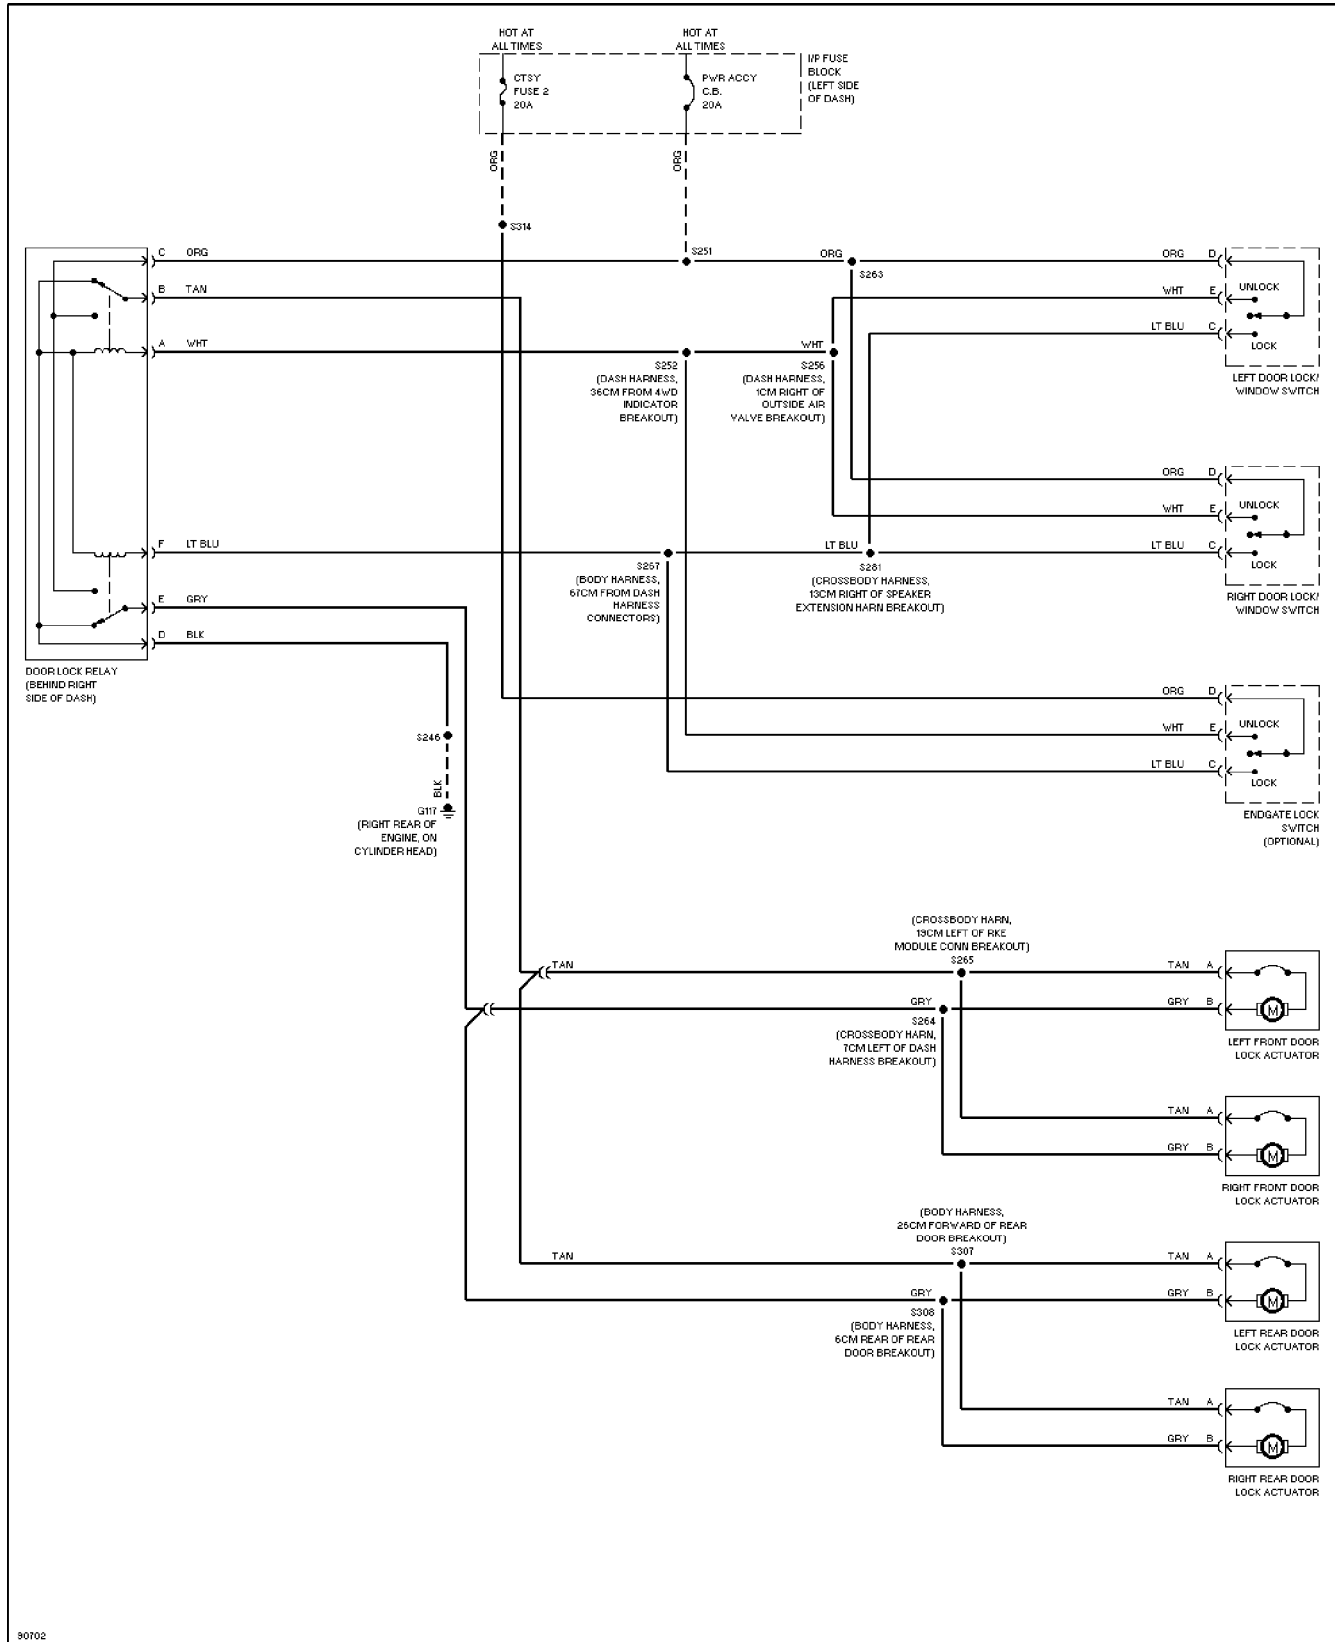 HOT AT
ALL TIMES
HOT AT
ALL TIMES
CTSY
FUSE 2
20A
PWR ACCY
C.B.
20A
I/P FUSE
BLOCK
(LEFT SIDE
OF DASH)
ORG
ORG
S314
C ORG
S251
ORG
S263
ORG D
B TAN
WHT E
UNLOCK
LT BLU C
LOCK
A WHT
WHT
S252
(DASH HARNESS,
36CM FROM 4WD
INDICATOR
BREAKOUT)
S256
(DASH HARNESS,
1CM RIGHT OF
OUTSIDE AIR
VALVE BREAKOUT)
LEFT DOOR LOCK/
WINDOW SWITCH
ORG D
WHT E
UNLOCK
F LT BLU
LT BLU
LT BLU C
LOCK
S267
(BODY HARNESS,
67CM FROM DASH
HARNESS
CONNECTORS)
S281
(CROSSBODY HARNESS,
13CM RIGHT OF SPEAKER
EXTENSION HARN BREAKOUT)
RIGHT DOOR LOCK/
WINDOW SWITCH
E GRY
D BLK
DOOR LOCK RELAY
(BEHIND RIGHT
SIDE OF DASH)
ORG D
WHT E
UNLOCK
LT BLU C
LOCK
S246
BLK
G117
(RIGHT REAR OF
ENGINE, ON
CYLINDER HEAD)
ENDGATE LOCK
SWITCH
(OPTIONAL)
(CROSSBODY HARN,
19CM LEFT OF RKE
MODULE CONN BREAKOUT)
S265
TAN
TAN A
GRY
GRY B
S264
(CROSSBODY HARN,
7CM LEFT OF DASH
HARNESS BREAKOUT)
M
LEFT FRONT DOOR
LOCK ACTUATOR
TAN A
GRY B
M
RIGHT FRONT DOOR
LOCK ACTUATOR
(BODY HARNESS,
26CM FORWARD OF REAR
DOOR BREAKOUT)
S307
TAN
TAN A
GRY
GRY B
S308
(BODY HARNESS,
6CM REAR OF REAR
DOOR BREAKOUT)
M
LEFT REAR DOOR
LOCK ACTUATOR
TAN A
GRY B
M
RIGHT REAR DOOR
LOCK ACTUATOR
90702